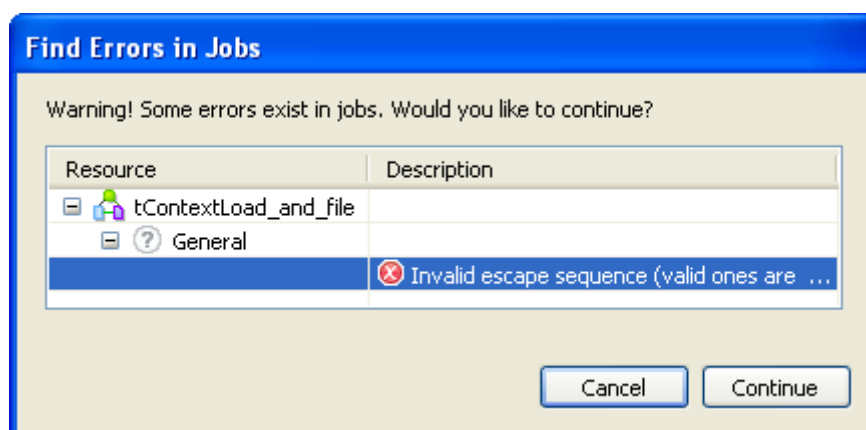 Find Errors in Jobs
Warning! Some errors exist in jobs. Would you like to continue?
Resource Description
tContextLoad_and_file
? General
Invalid escape sequence (valid ones are ...
Cancel Continue